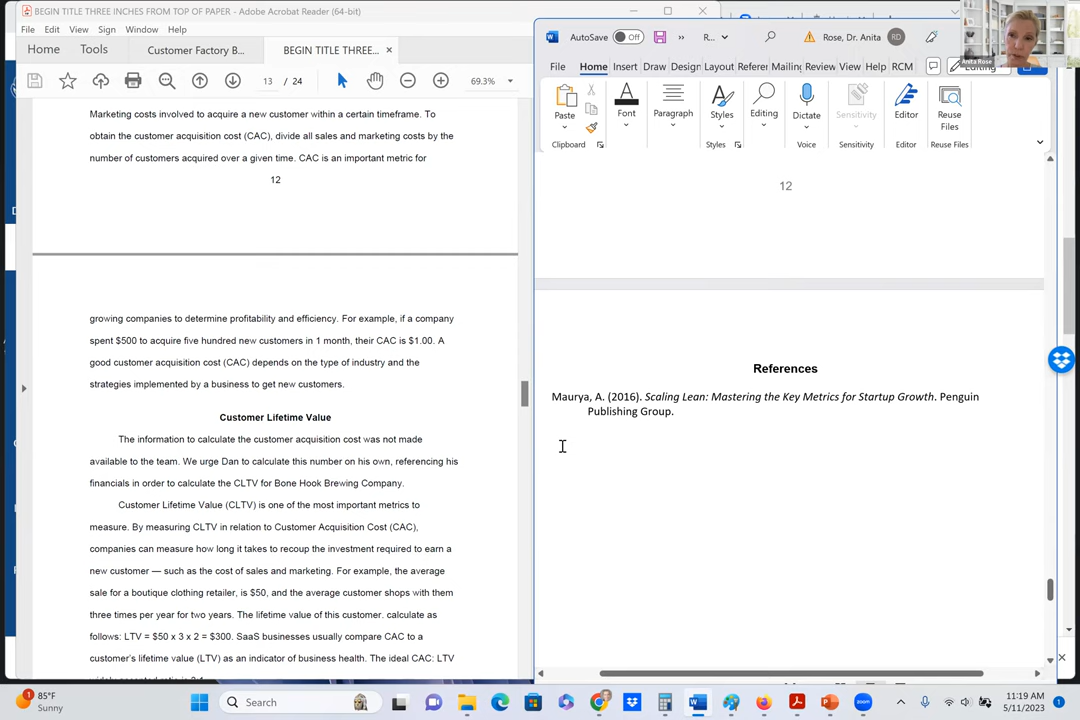 BEGIN TITLE THREE INCHES FROM TOP OF PAPER - Adobe Acrobat Reader (64-bit)
File Edit View Sign Window Help
Home Tools Customer Factory B... BEGIN TITLE THREE... ×
13 / 24 69.3%
Marketing costs involved to acquire a new customer within a certain timeframe. To
obtain the customer acquisition cost (CAC), divide all sales and marketing costs by the
number of customers acquired over a given time. CAC is an important metric for
12
growing companies to determine profitability and efficiency. For example, if a company
spent $500 to acquire five hundred new customers in 1 month, their CAC is $1.00. A
good customer acquisition cost (CAC) depends on the type of industry and the
strategies implemented by a business to get new customers.
Customer Lifetime Value
The information to calculate the customer acquisition cost was not made
available to the team. We urge Dan to calculate this number on his own, referencing his
financials in order to calculate the CLTV for Bone Hook Brewing Company.
Customer Lifetime Value (CLTV) is one of the most important metrics to
measure. By measuring CLTV in relation to Customer Acquisition Cost (CAC),
companies can measure how long it takes to recoup the investment required to earn a
new customer — such as the cost of sales and marketing. For example, the average
sale for a boutique clothing retailer, is $50, and the average customer shops with them
three times per year for two years. The lifetime value of this customer. calculate as
follows: LTV = $50 x 3 x 2 = $300. SaaS businesses usually compare CAC to a
customer's lifetime value (LTV) as an indicator of business health. The ideal CAC: LTV
AutoSave Off R... Rose, Dr. Anita RD
Anita Rose
File Home Insert Draw Design Layout Referen Mailing Review View Help RCM Editing
Paste Font Paragraph Styles Editing Dictate Sensitivity Editor Reuse Files
Clipboard Styles Voice Sensitivity Editor Reuse Files
12
References
Maurya, A. (2016). Scaling Lean: Mastering the Key Metrics for Startup Growth. Penguin
Publishing Group.
85°F
Sunny
Search
11:19 AM
5/11/2023